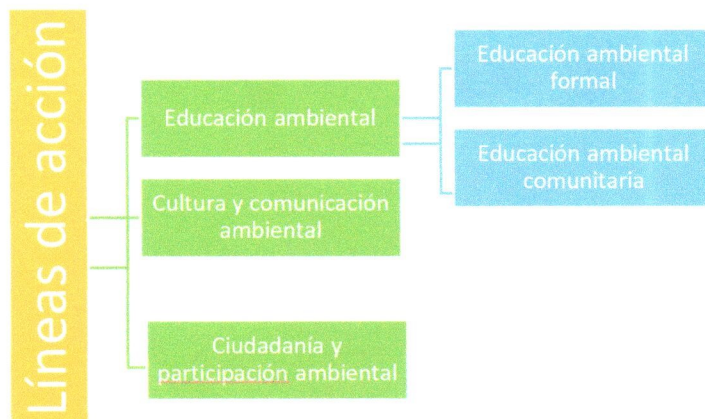 Líneas de acción
Educación ambiental
Cultura y comunicación
ambiental
Ciudadanía y
participación ambiental
Educación ambiental
formal
Educación ambiental
comunitaria